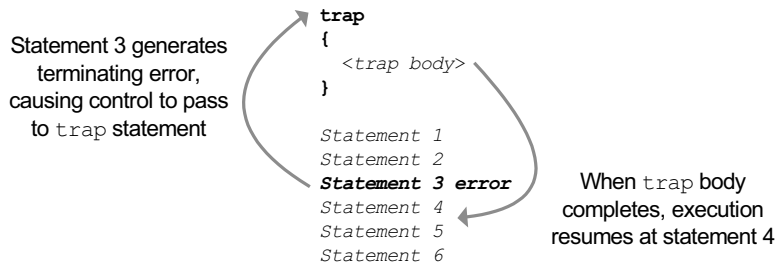 Statement 3 generates
terminating error,
causing control to pass
to trap statement
trap
{
<trap body>
}
Statement 1
Statement 2
Statement 3 error
Statement 4
Statement 5
Statement 6
When trap body
completes, execution
resumes at statement 4